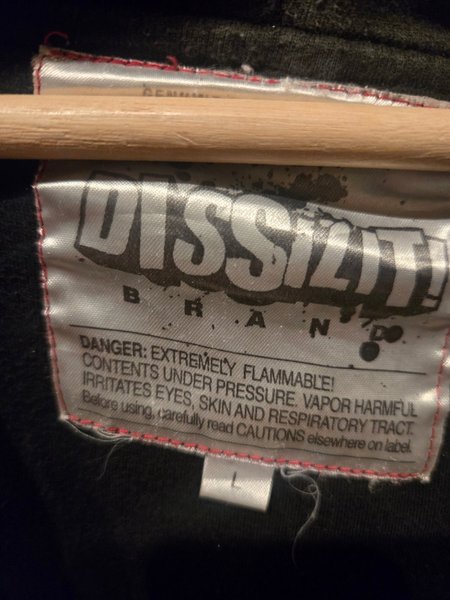 DISSIZIT!
BRAND
DANGER: EXTREMELY FLAMMABLE!
CONTENTS UNDER PRESSURE. VAPOR HARMFUL
IRRITATES EYES, SKIN AND RESPIRATORY TRACT.
Before using, carefully read CAUTIONS elsewhere on label.
L